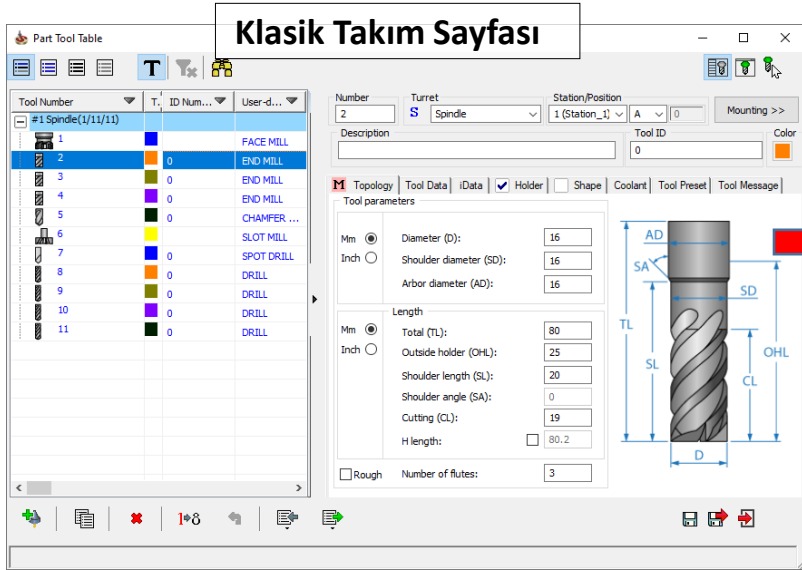 Klasik Takım Sayfası
Part Tool Table
T
Tool Number T. ID Num... User-d...
#1 Spindle(1/11/11)
1 FACE MILL
2 0 END MILL
3 0 END MILL
4 0 END MILL
5 0 CHAMFER ...
6 SLOT MILL
7 0 SPOT DRILL
8 0 DRILL
9 0 DRILL
10 0 DRILL
11 0 DRILL
Number Turret Station/Position
2 S Spindle 1 (Station_1) A 0 Mounting >>
Description Tool ID Color
0
M Topology Tool Data iData Holder Shape Coolant Tool Preset Tool Message
Tool parameters
Mm Diameter (D): 16
Inch Shoulder diameter (SD): 16
Arbor diameter (AD): 16
Length
Mm Total (TL): 80
Inch Outside holder (OHL): 25
Shoulder length (SL): 20
Shoulder angle (SA): 0
Cutting (CL): 19
H length: 80.2
Rough Number of flutes: 3
AD
SA
SD
TL
OHL
SL
CL
D
1 8